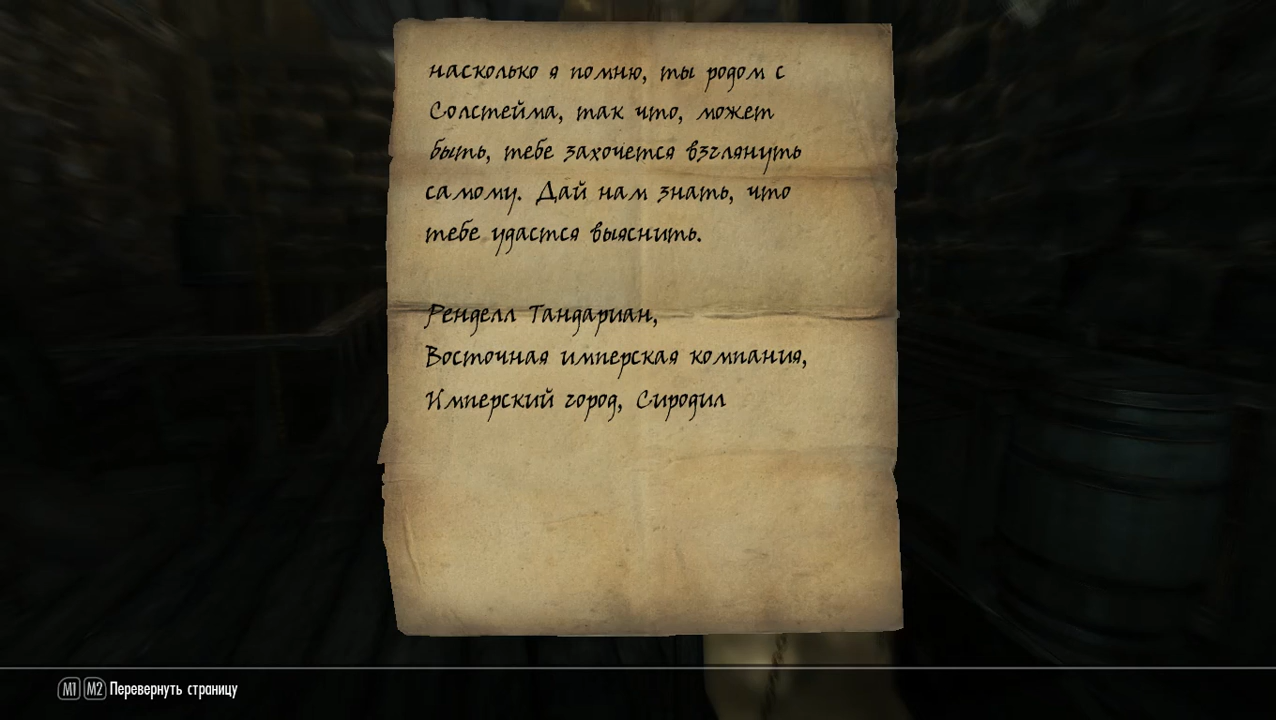 насколько я помню, ты родом с
Солстейма, так что, может
быть, тебе захочется взглянуть
самому. Дай нам знать, что
тебе удастся выяснить.
Ренделл Тандариан,
Восточная имперская компания,
Имперский город, Сиродил
M1 M2 Перевернуть страницу